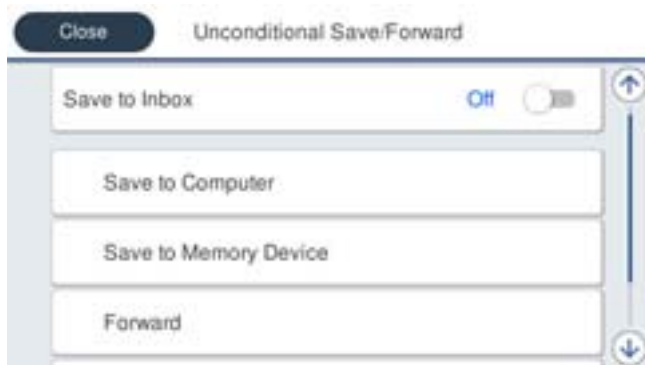 Close
Unconditional Save/Forward
Save to Inbox
Off
Save to Computer
Save to Memory Device
Forward